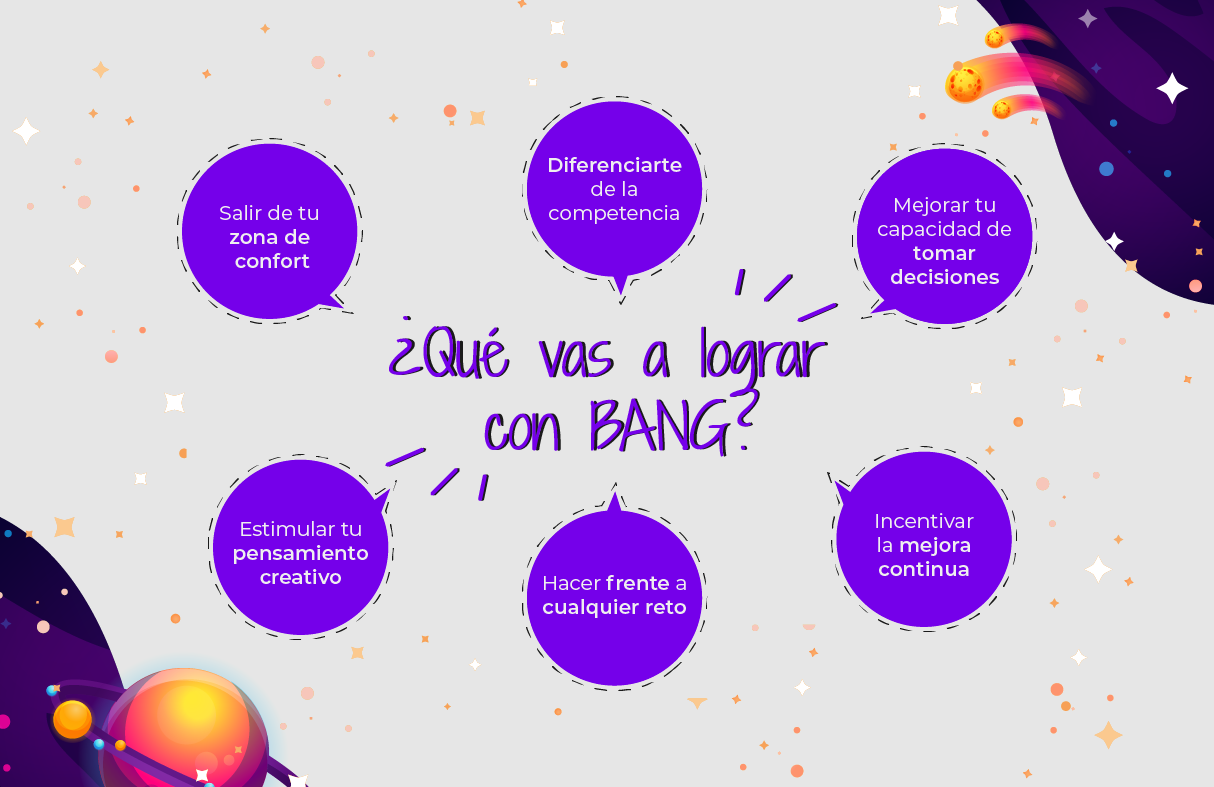 Salir de tu
zona de
confort
Diferenciarte
de la
competencia
Mejorar tu
capacidad de
tomar
decisiones
¿Qué vas a lograr
con BANG?
Estimular tu
pensamiento
creativo
Hacer frente a
cualquier reto
Incentivar
la mejora
continua